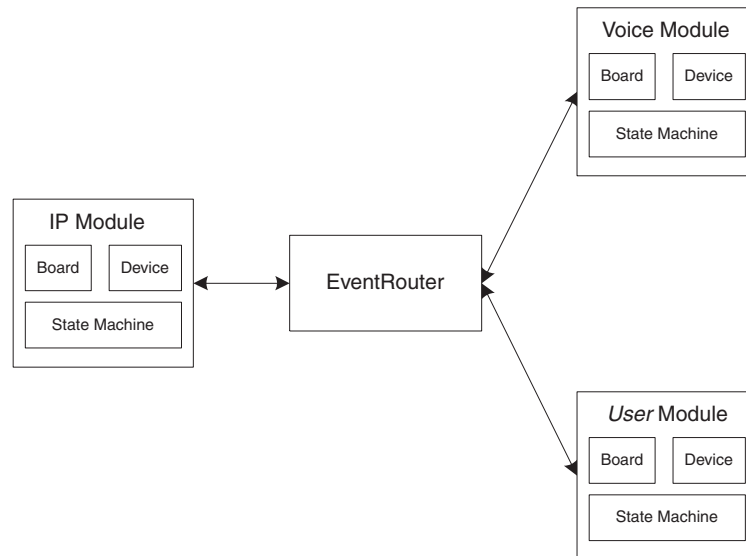 Voice Module
Board
Device
State Machine
IP Module
Board
Device
State Machine
EventRouter
User Module
Board
Device
State Machine